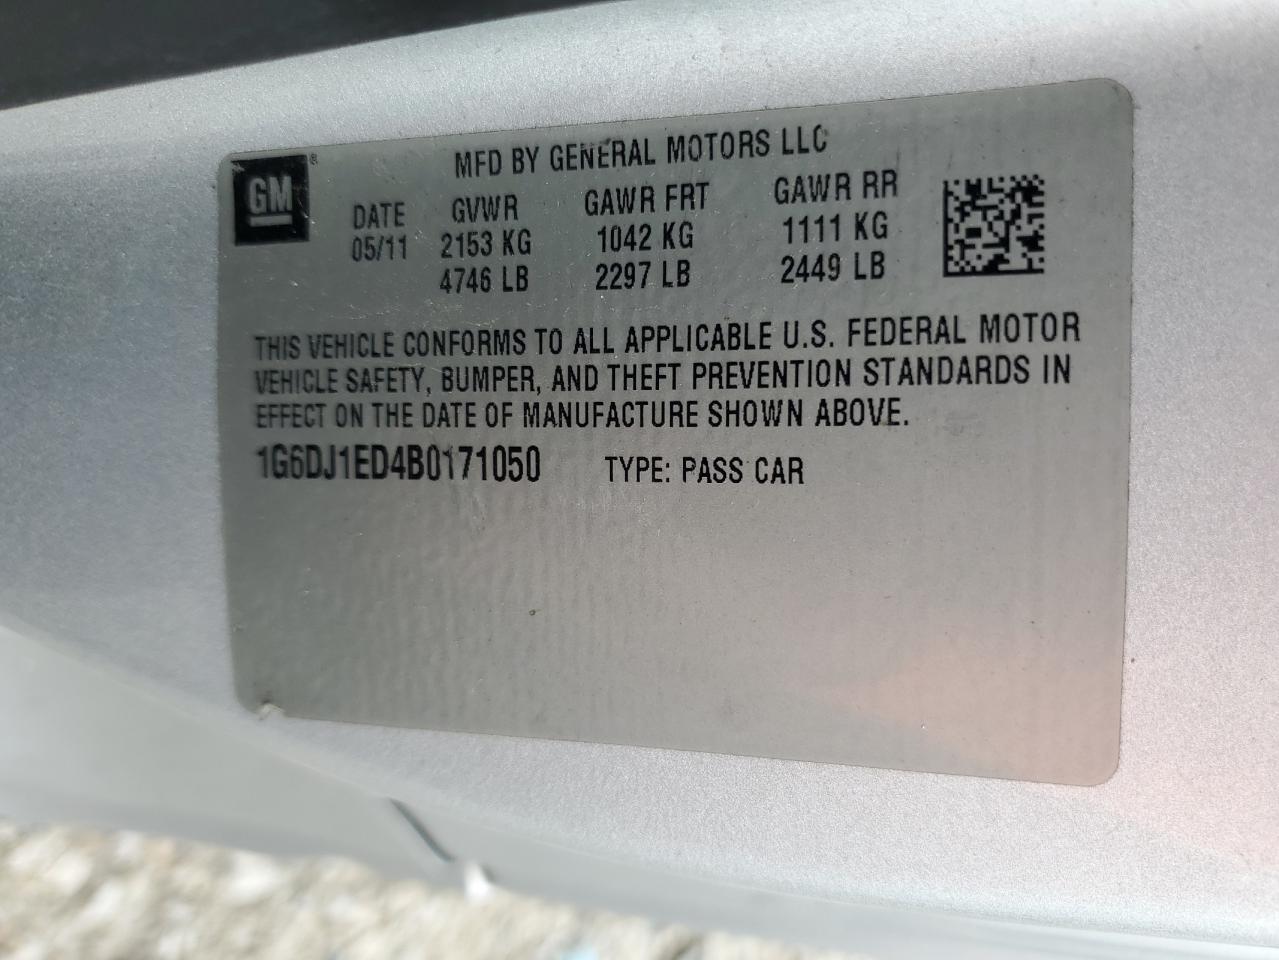 MFD BY GENERAL MOTORS LLC
GM ®
DATE GVWR GAWR FRT GAWR RR
05/11 2153 KG 1042 KG 1111 KG
4746 LB 2297 LB 2449 LB
THIS VEHICLE CONFORMS TO ALL APPLICABLE U.S. FEDERAL MOTOR
VEHICLE SAFETY, BUMPER, AND THEFT PREVENTION STANDARDS IN
EFFECT ON THE DATE OF MANUFACTURE SHOWN ABOVE.
1G6DJ1ED4B0171050 TYPE: PASS CAR